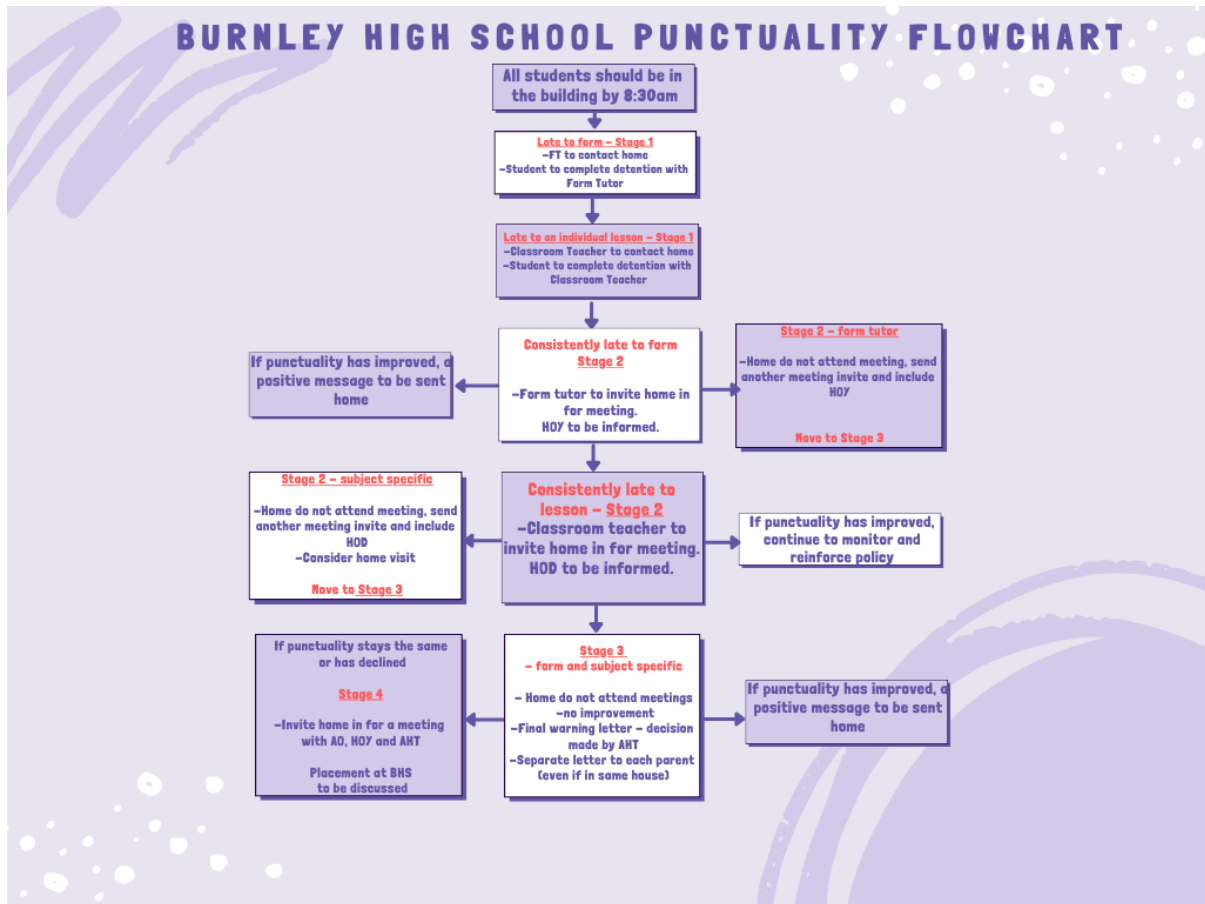 BURNLEY HIGH SCHOOL PUNCTUALITY FLOWCHART
All students should be in
the building by 8:30am
Late to form - Stage 1
-FT to contact home
-Student to complete detention with
Form Tutor
Late to an individual lesson - Stage 1
-Classroom Teacher to contact home
-Student to complete detention with
Classroom Teacher
Consistently late to form
Stage 2
-Form tutor to invite home in
for meeting.
HOY to be informed.
If punctuality has improved, a
positive message to be sent
home
Stage 2 - form tutor
-Home do not attend meeting, send
another meeting invite and include
HOY
Move to Stage 3
Stage 2 - subject specific
-Home do not attend meeting, send
another meeting invite and include
HOD
-Consider home visit
Move to Stage 3
Consistently late to
lesson - Stage 2
-Classroom teacher to
invite home in for meeting.
HOD to be informed.
If punctuality has improved,
continue to monitor and
reinforce policy
If punctuality stays the same
or has declined
Stage 4
-Invite home in for a meeting
with AO, HOY and AHT
Placement at BHS
to be discussed
Stage 3
- form and subject specific
- Home do not attend meetings
-no improvement
-Final warning letter - decision
made by AHT
-Separate letter to each parent
(even if in same house)
If punctuality has improved, a
positive message to be sent
home